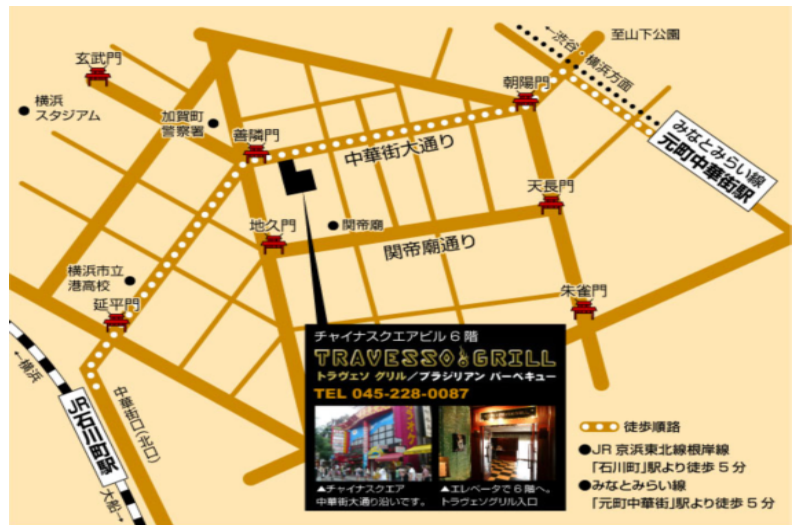 至山下公園
←渋谷・横浜方面
玄武門
朝陽門
横浜
スタジアム
加賀町
警察署
善隣門
中華街大通り
みなとみらい線
元町中華街駅
天長門
地久門
関帝廟
関帝廟通り
横浜市立
港高校
延平門
朱雀門
チャイナスクエアビル 6 階
TRAVESSO GRILL
トラヴェソ グリル/ブラジリアン バーベキュー
TEL 045-228-0087
←横浜
中華街口(北口)
JR石川町駅
大船→
▲チャイナスクエア
中華街大通り沿いです。
▲エレベータで 6 階へ。
トラヴェソグリル入口
徒歩順路
●JR 京浜東北線根岸線
「石川町」駅より徒歩 5 分
●みなとみらい線
「元町中華街」駅より徒歩 5 分